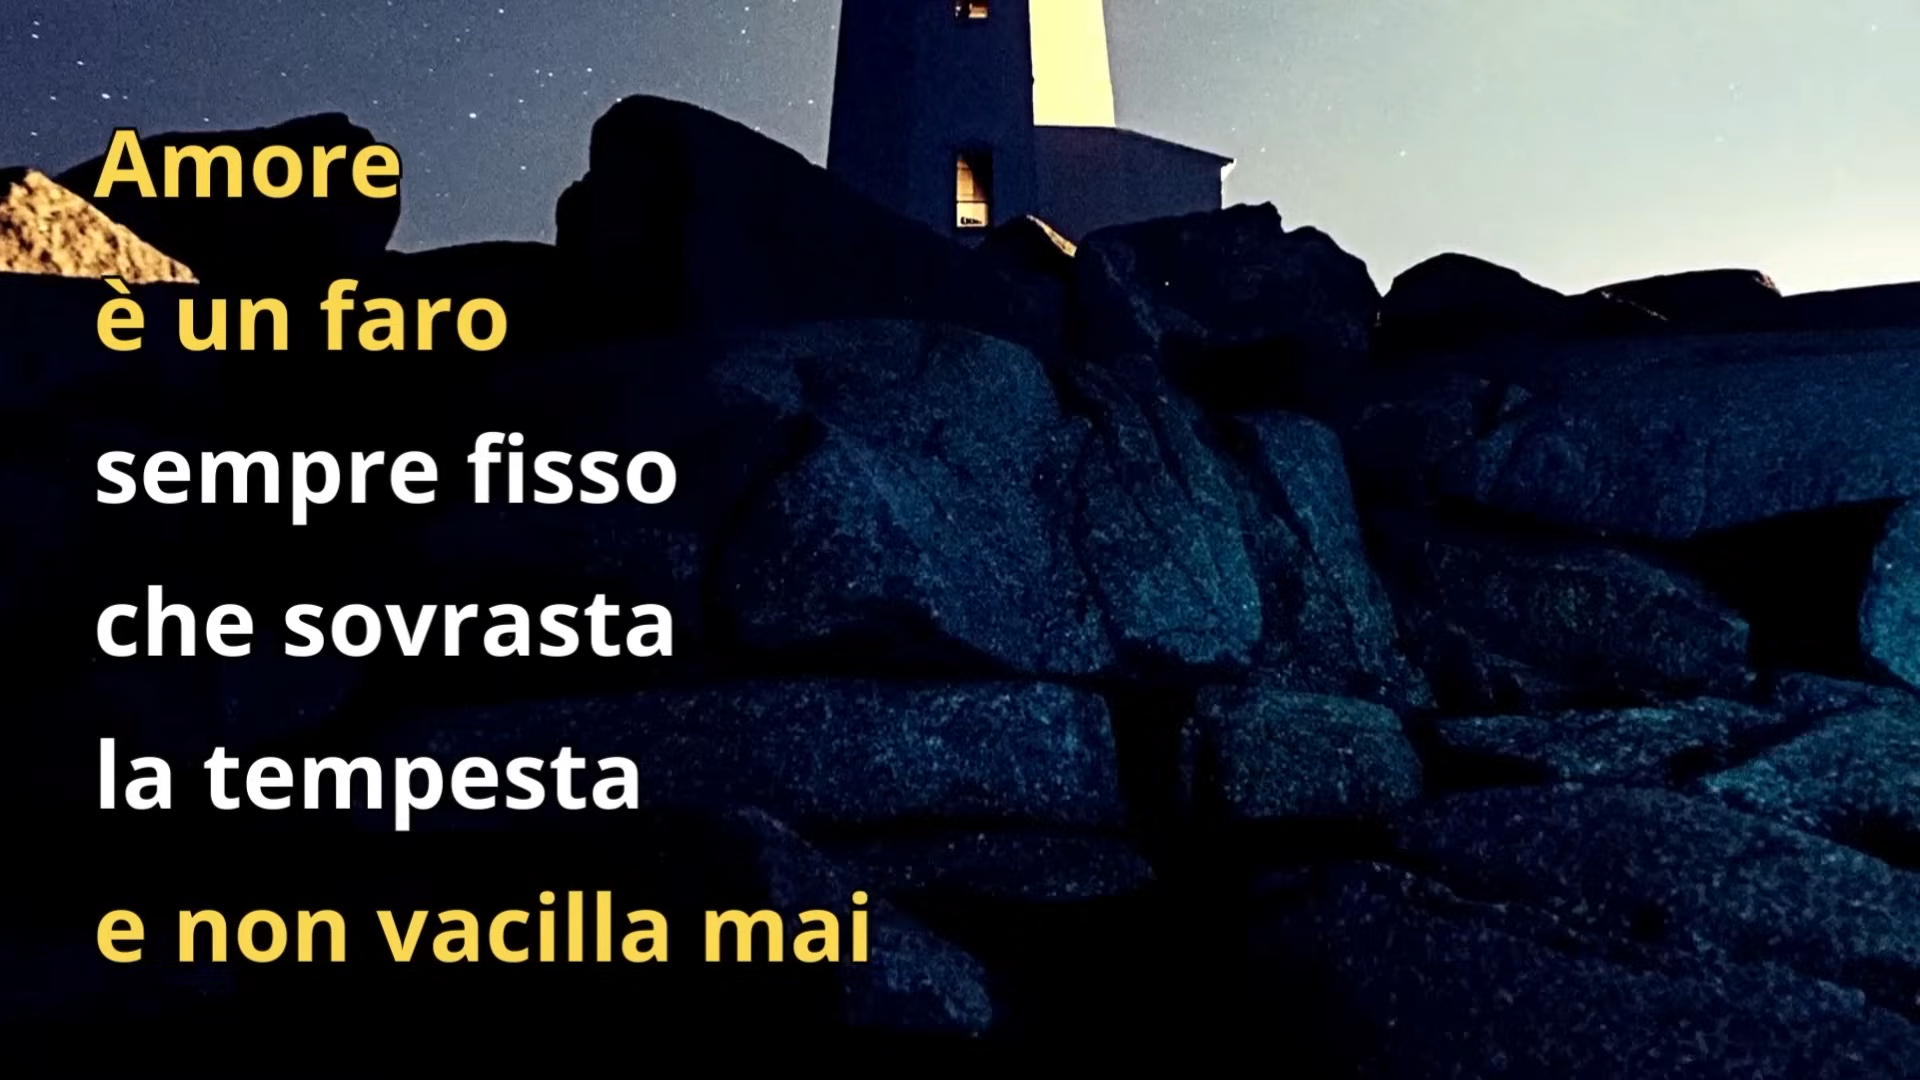 Amore
è un faro
sempre fisso
che sovrasta
la tempesta
e non vacilla mai